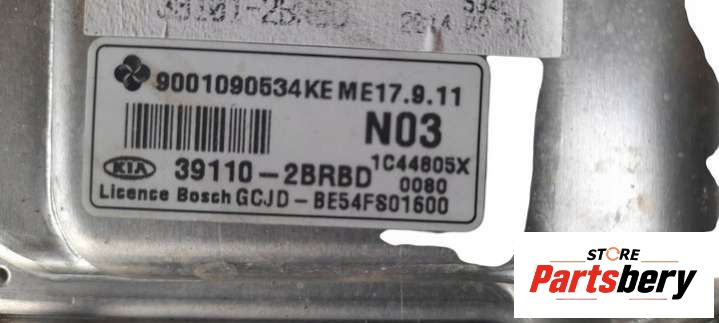 9001090534KE ME17.9.11
N03
KIA 39110-2BRBD 1C44805X
0080
Licence Bosch GCJD-BE54FS01600
STORE
Partsbery